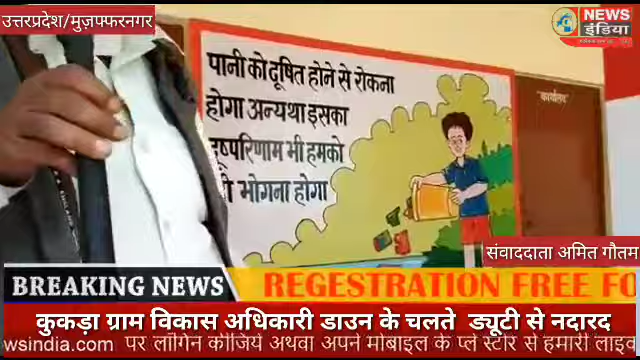 उत्तरप्रदेश/मुज़फ्फरनगर
NEWS
इंडिया
पानी को दूषित होने से रोकना
होगा अन्यथा इसका
दुष्परिणाम भी हमको
भोगना होगा
"कार्यालय"
संवाददाता अमित गौतम
BREAKING NEWS
REGESTRATION FREE FO
कुकड़ा ग्राम विकास अधिकारी डाउन के चलते ड्यूटी से नदारद
wsindia.com पर लॉगिन कीजिये अथवा अपने मोबाइल के प्ले स्टोर से हमारी लाइव